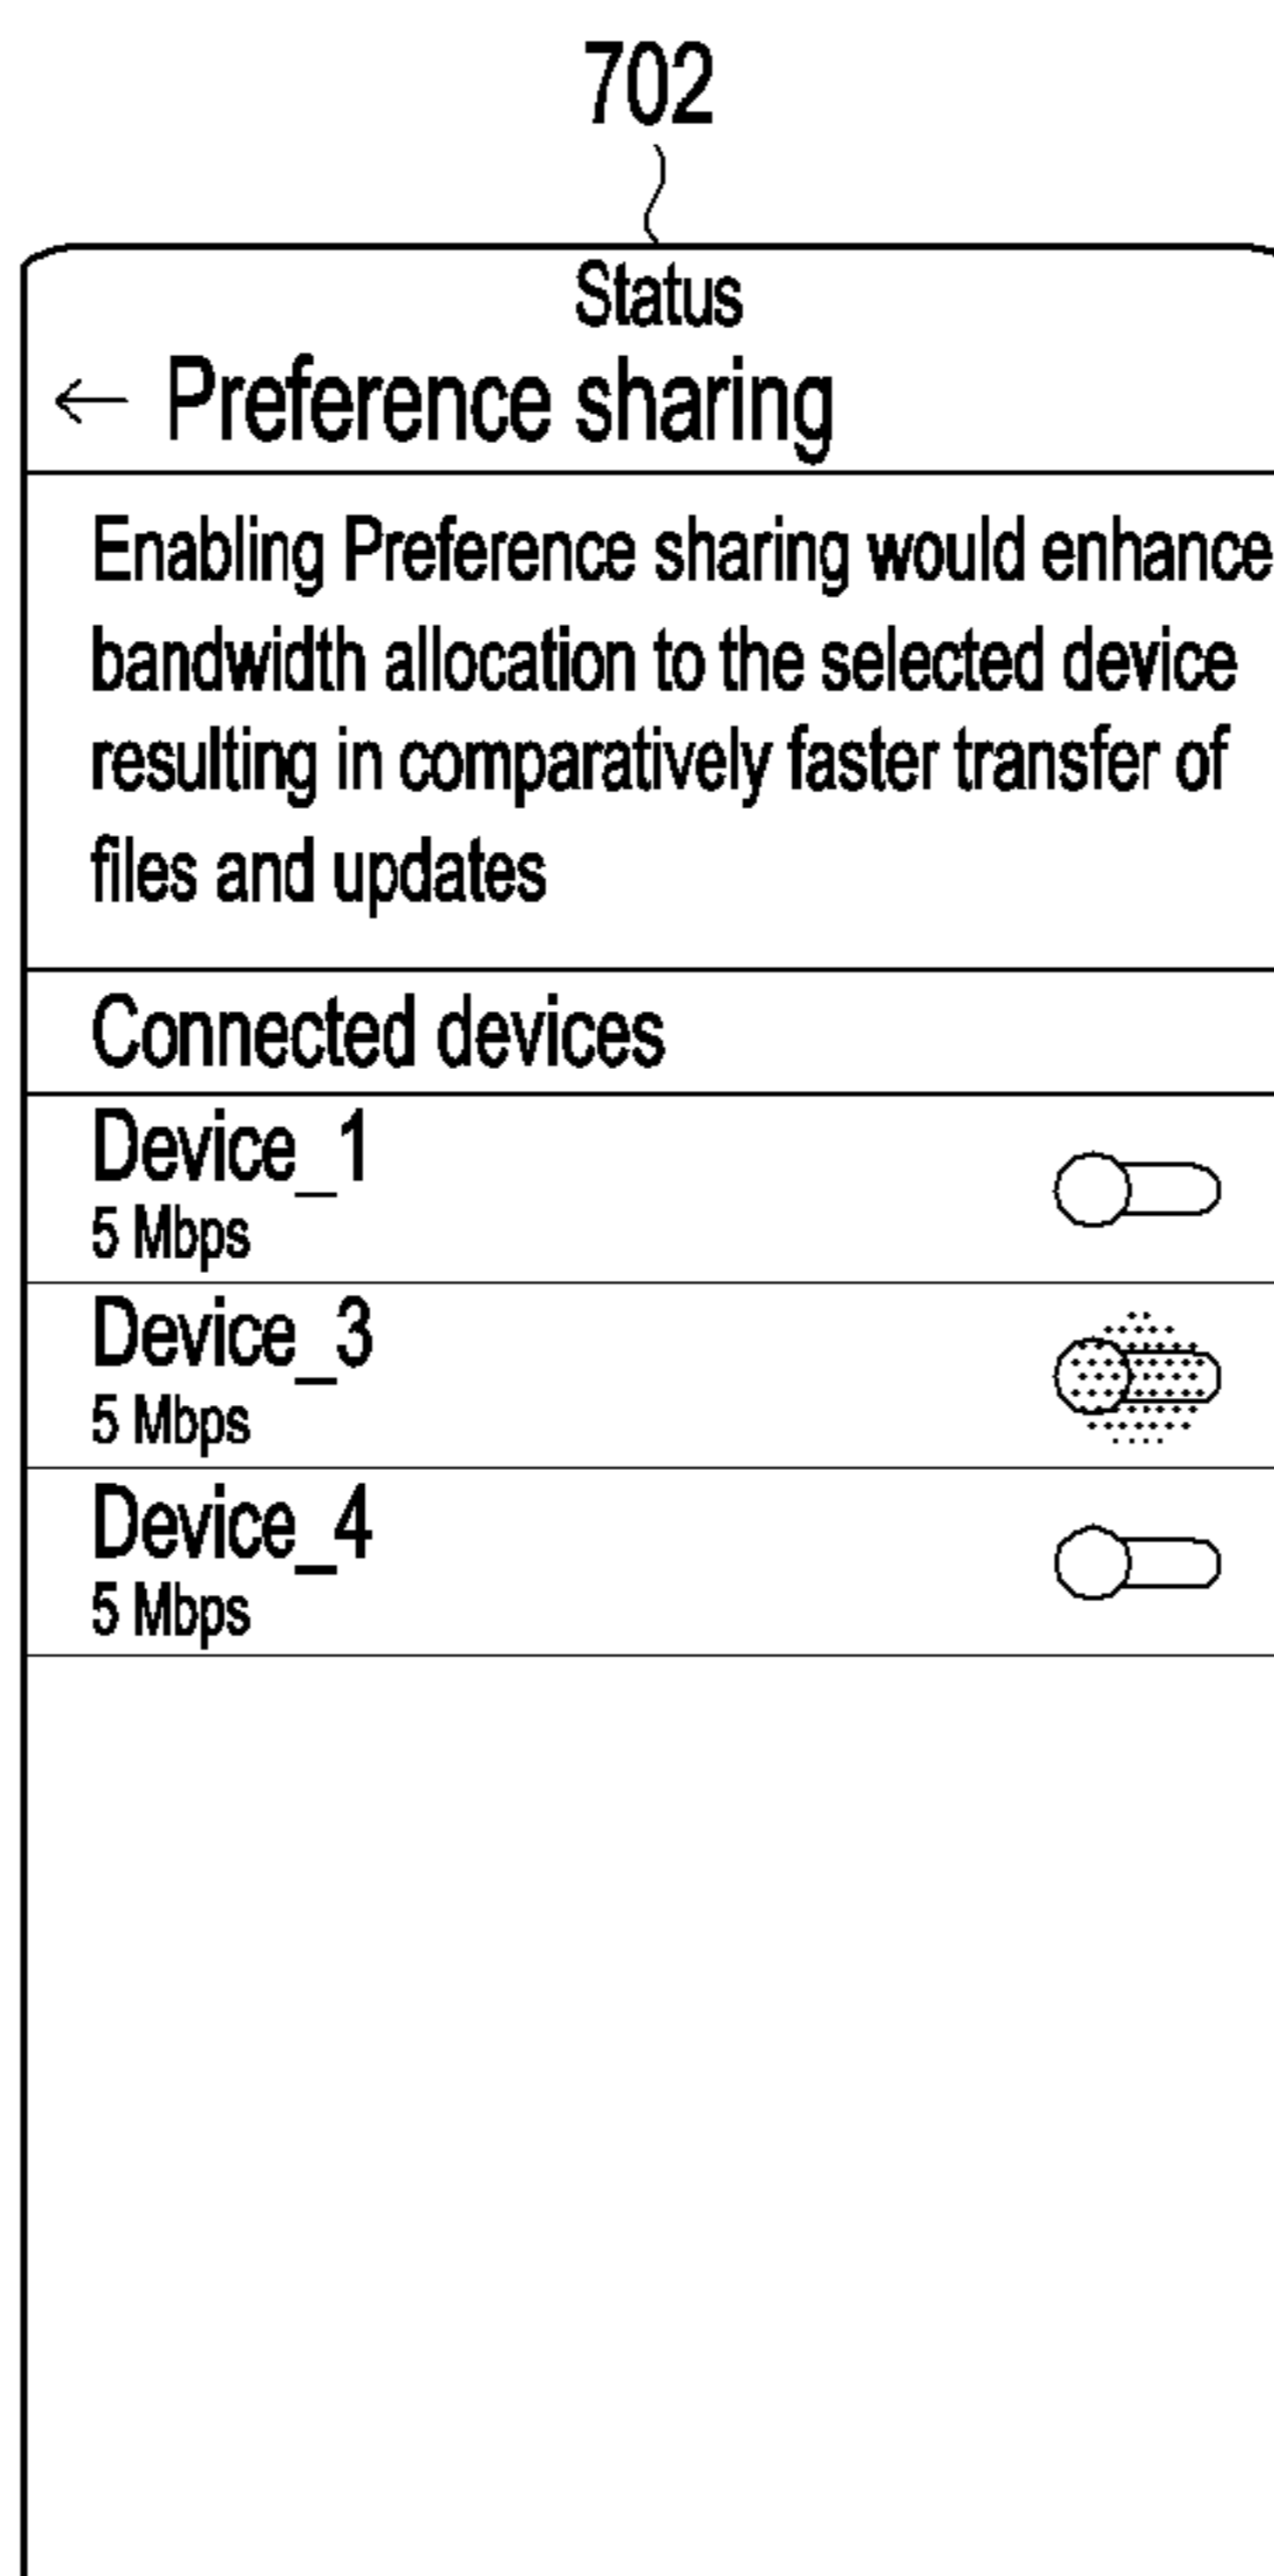 702
Status
← Preference sharing
Enabling Preference sharing would enhance
bandwidth allocation to the selected device
resulting in comparatively faster transfer of
files and updates
Connected devices
Device_1
5 Mbps
Device_3
5 Mbps
Device_4
5 Mbps